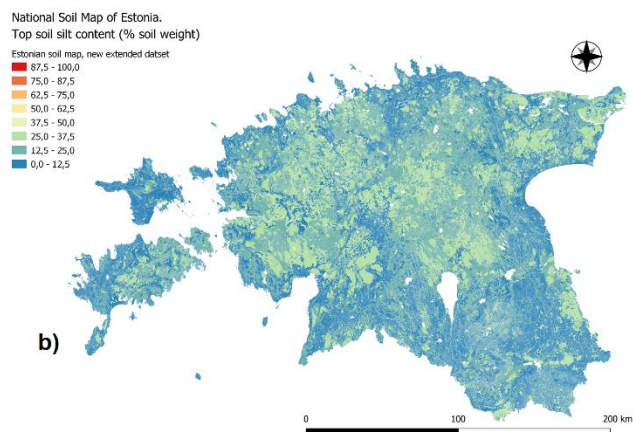 National Soil Map of Estonia.
Top soil silt content (% soil weight)
Estonian soil map, new extended datset
87,5 - 100,0
75,0 - 87,5
62,5 - 75,0
50,0 - 62,5
37,5 - 50,0
25,0 - 37,5
12,5 - 25,0
0,0 - 12,5
b)
0 100 200 km